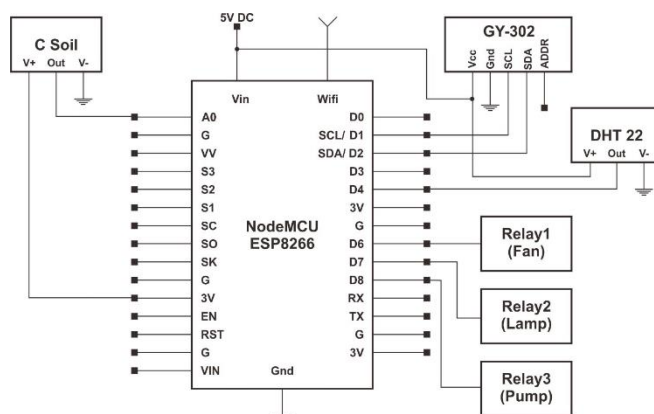 5V DC
C Soil
V+ Out V-
GY-302
Vcc
Gnd
SCL
SDA
ADDR
DHT 22
V+ Out V-
Vin
Wifi
A0
G
VV
S3
S2
S1
SC
SO
SK
G
3V
EN
RST
G
VIN
NodeMCU
ESP8266
Gnd
D0
SCL/ D1
SDA/ D2
D3
D4
3V
G
D6
D7
D8
RX
TX
G
3V
Relay1
(Fan)
Relay2
(Lamp)
Relay3
(Pump)